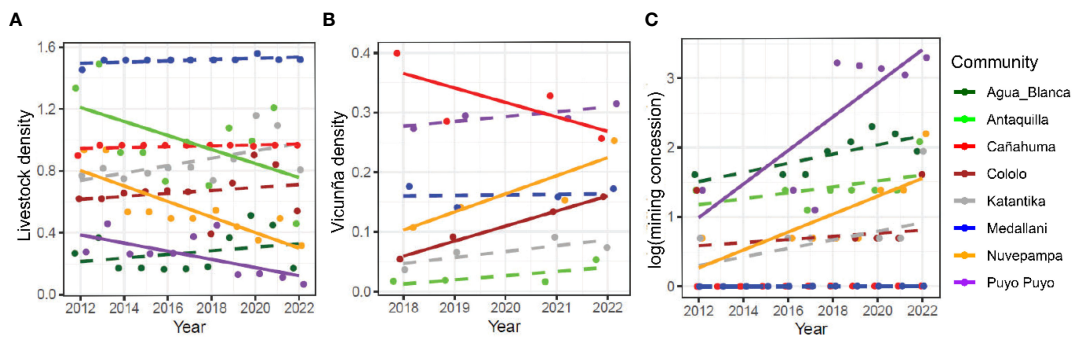 A
B
C
Livestock density
1.6
1.2
0.8
0.4
0.0
2012 2014 2016 2018 2020 2022
Year
Vicunńa density
0.4
0.3
0.2
0.1
0.0
2018 2019 2020 2021 2022
Year
log(mining concession)
3
2
1
0
2012 2014 2016 2018 2020 2022
Year
Community
Agua_Blanca
Antaquilla
Cañahuma
Cololo
Katantika
Medallani
Nuvepampa
Puyo Puyo